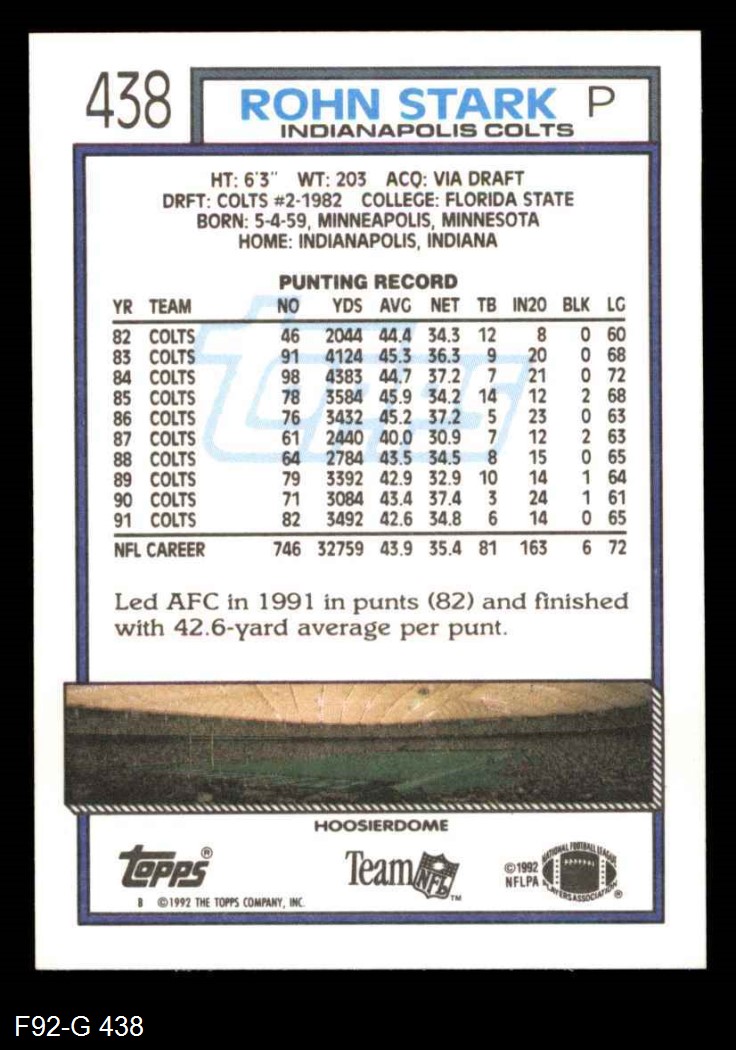 438
ROHN STARK P
INDIANAPOLIS COLTS
HT: 6'3" WT: 203 ACQ: VIA DRAFT
DRFT: COLTS #2-1982 COLLEGE: FLORIDA STATE
BORN: 5-4-59, MINNEAPOLIS, MINNESOTA
HOME: INDIANAPOLIS, INDIANA
PUNTING RECORD
YR TEAM NO YDS AVG NET TB IN20 BLK LG
82 COLTS 46 2044 44.4 34.3 12 8 0 60
83 COLTS 91 4124 45.3 36.3 9 20 0 68
84 COLTS 98 4383 44.7 37.2 7 21 0 72
85 COLTS 78 3584 45.9 34.2 14 12 2 68
86 COLTS 76 3432 45.2 37.2 5 23 0 63
87 COLTS 61 2440 40.0 30.9 7 12 2 63
88 COLTS 64 2784 43.5 34.5 8 15 0 65
89 COLTS 79 3392 42.9 32.9 10 14 1 64
90 COLTS 71 3084 43.4 37.4 3 24 1 61
91 COLTS 82 3492 42.6 34.8 6 14 0 65
NFL CAREER 746 32759 43.9 35.4 81 163 6 72
topps
Led AFC in 1991 in punts (82) and finished
with 42.6-yard average per punt.
HOOSIERDOME
topps®
Team NFL™
©1992
NFLPA
NATIONAL FOOTBALL LEAGUE
PLAYERS ASSOCIATION®
B ©1992 THE TOPPS COMPANY, INC.
F92-G 438